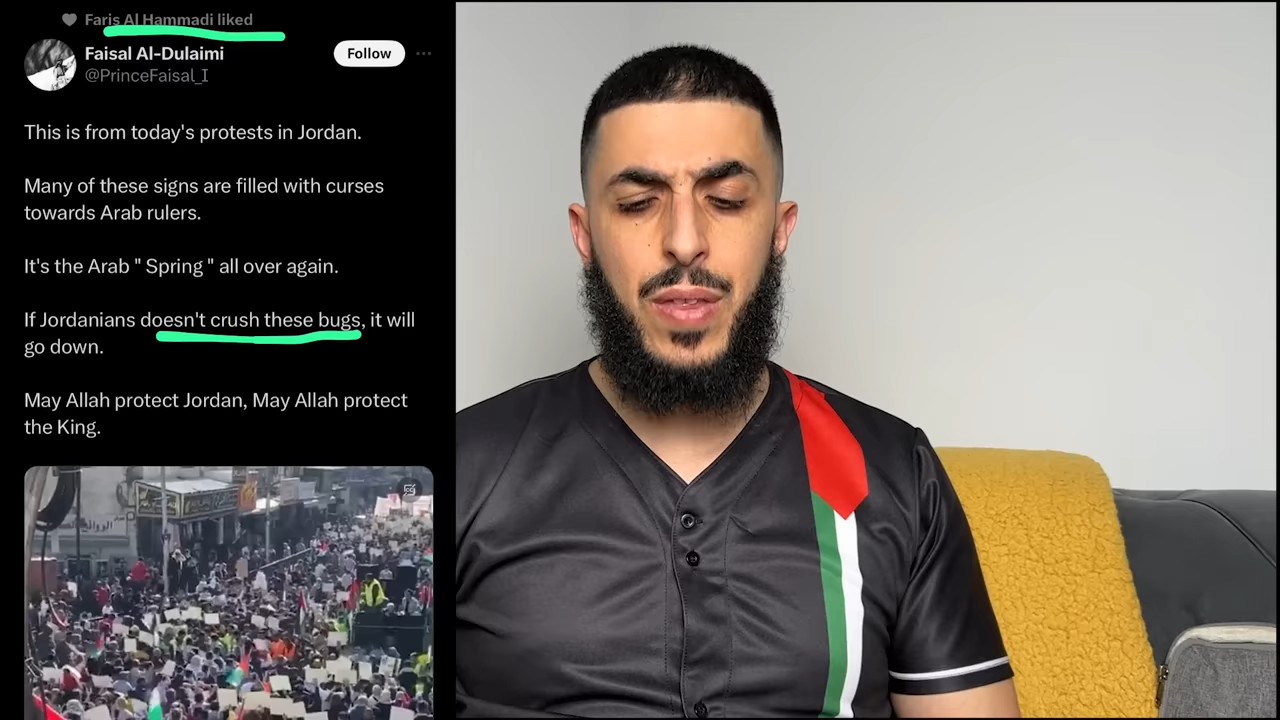 Faris Al Hammadi liked
Faisal Al-Dulaimi
Follow
@PrinceFaisal_I
This is from today's protests in Jordan.
Many of these signs are filled with curses
towards Arab rulers.
It's the Arab " Spring " all over again.
If Jordanians doesn't crush these bugs, it will
go down.
May Allah protect Jordan, May Allah protect
the King.